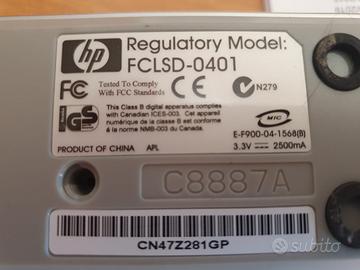 hp
Regulatory Model:
FCLSD-0401
FC
Tested To Comply
With FCC Standards
CE
N279
This Class B digital apparatus complies
with Canadian ICES-003. Cet appareil
numérique de la classe B est conforme
à la norme NMB-003 du Canada.
GS
MIC
E-F900-04-1568(B)
PRODUCT OF CHINA APL
3.3V ⎓ 2500mA
C8887A
CN47Z281GP
subito